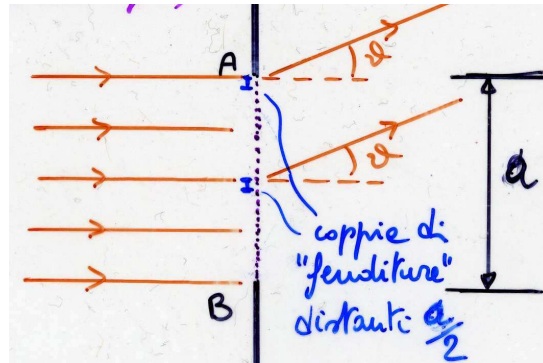 A
ϑ
ϑ
a
coppie di
"fenditure"
B
distanti a/2